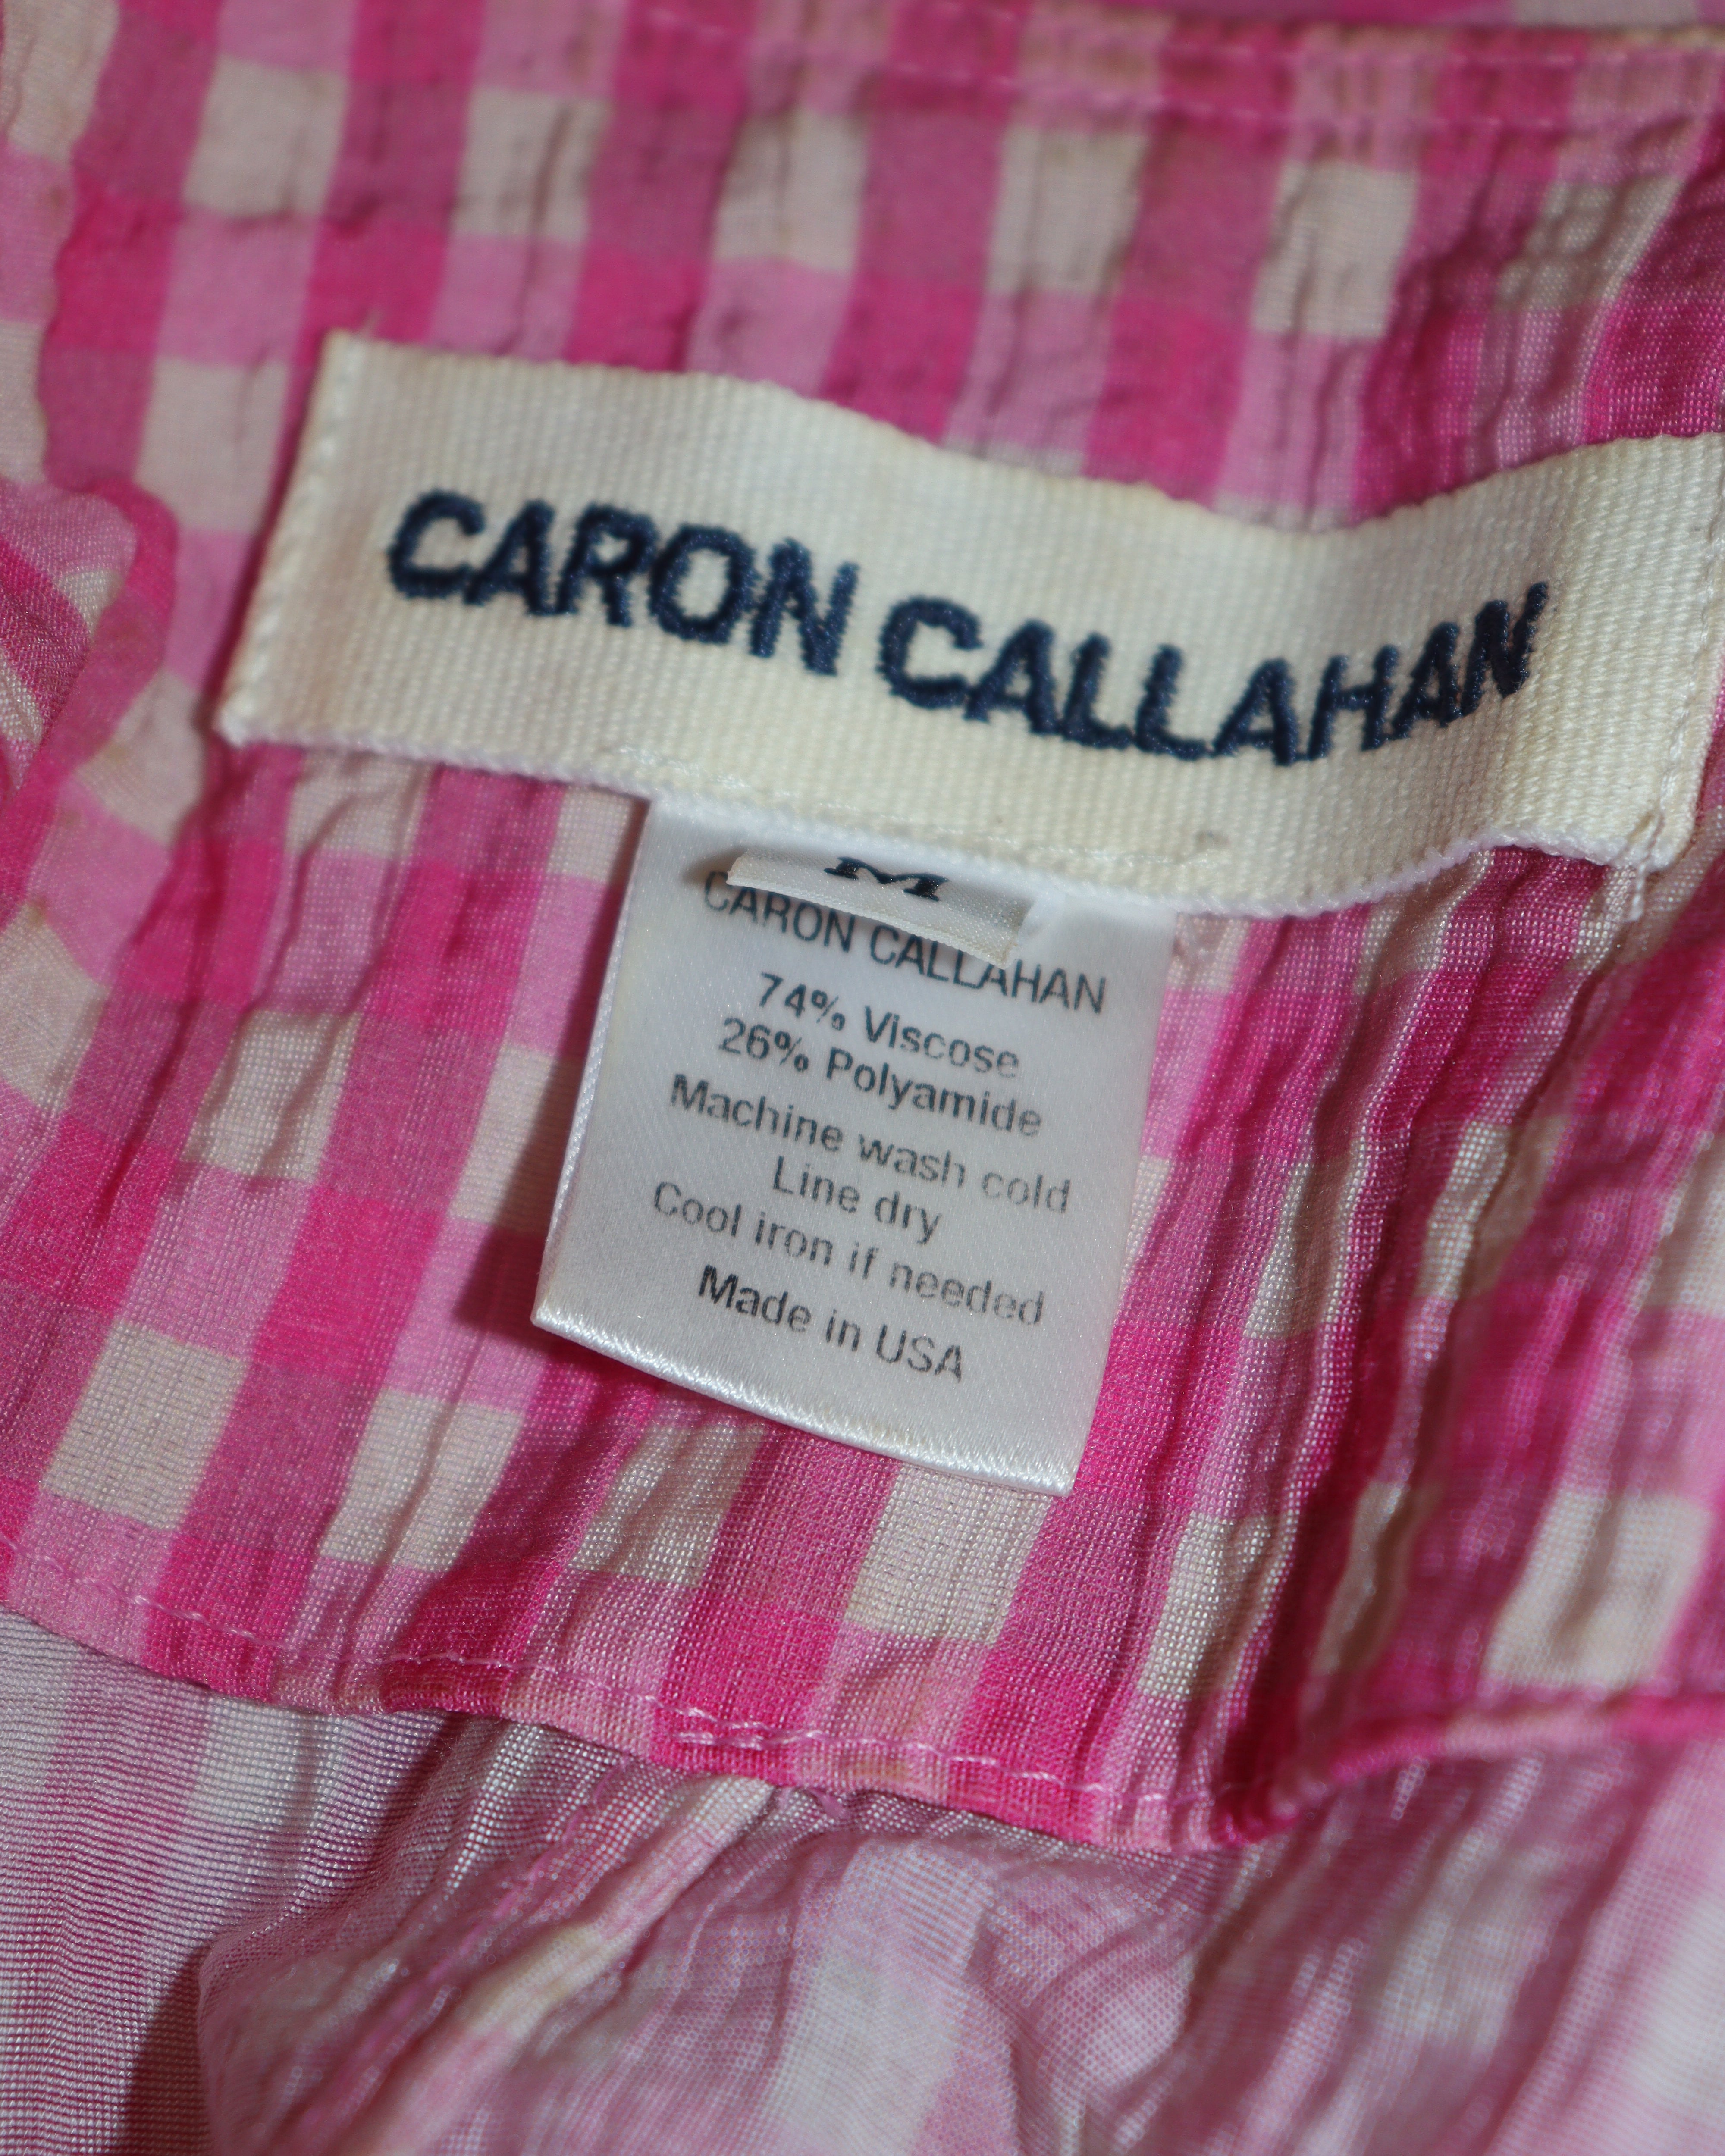 CARON CALLAHAN
M
CARON CALLAHAN
74% Viscose
26% Polyamide
Machine wash cold
Line dry
Cool iron if needed
Made in USA